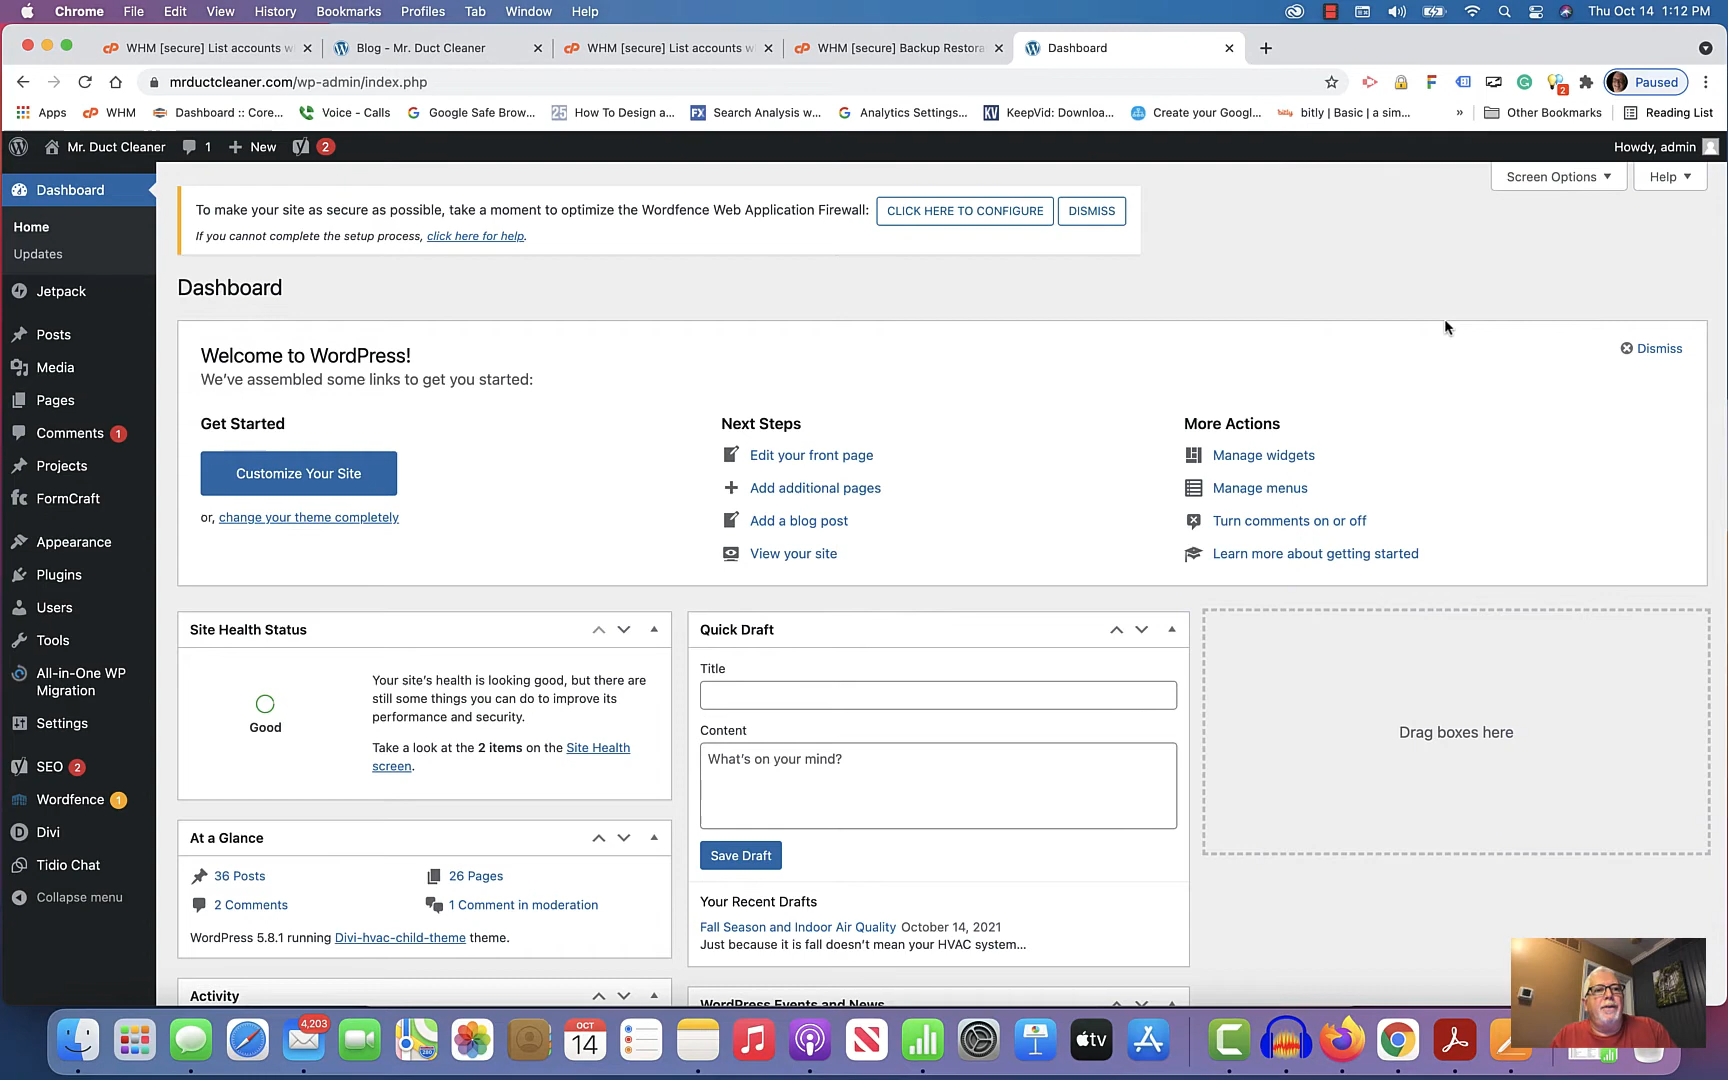 Chrome File Edit View History Bookmarks Profiles Tab Window Help Thu Oct 14 1:12 PM
WHM [secure] List accounts w Blog - Mr. Duct Cleaner WHM [secure] List accounts w WHM [secure] Backup Restora Dashboard
mrductcleaner.com/wp-admin/index.php 2 Paused
Apps WHM Dashboard :: Core... Voice - Calls Google Safe Brow... 25 How To Design a... FX Search Analysis w... Analytics Settings... KV KeepVid: Downloa... Create your Googl... bitly bitly | Basic | a sim... » Other Bookmarks Reading List
Mr. Duct Cleaner 1 New 2 Howdy, admin
Screen Options Help
Dashboard
Home
Updates
Jetpack
Posts
Media
Pages
Comments 1
Projects
fc FormCraft
Appearance
Plugins
Users
Tools
All-in-One WP
Migration
Settings
SEO 2
Wordfence 1
D Divi
Tidio Chat
Collapse menu
To make your site as secure as possible, take a moment to optimize the Wordfence Web Application Firewall: CLICK HERE TO CONFIGURE DISMISS
If you cannot complete the setup process, click here for help.
Dashboard
Welcome to WordPress! Dismiss
We've assembled some links to get you started:
Get Started
Customize Your Site
or, change your theme completely
Next Steps
Edit your front page
Add additional pages
Add a blog post
View your site
More Actions
Manage widgets
Manage menus
Turn comments on or off
Learn more about getting started
Site Health Status
Good
Your site's health is looking good, but there are
still some things you can do to improve its
performance and security.
Take a look at the 2 items on the Site Health
screen.
At a Glance
36 Posts 26 Pages
2 Comments 1 Comment in moderation
WordPress 5.8.1 running Divi-hvac-child-theme theme.
Activity
Quick Draft
Title
Content
What's on your mind?
Save Draft
Your Recent Drafts
Fall Season and Indoor Air Quality October 14, 2021
Just because it is fall doesn't mean your HVAC system...
WordPress Events and News
Drag boxes here
4,203 OCT
14 tv